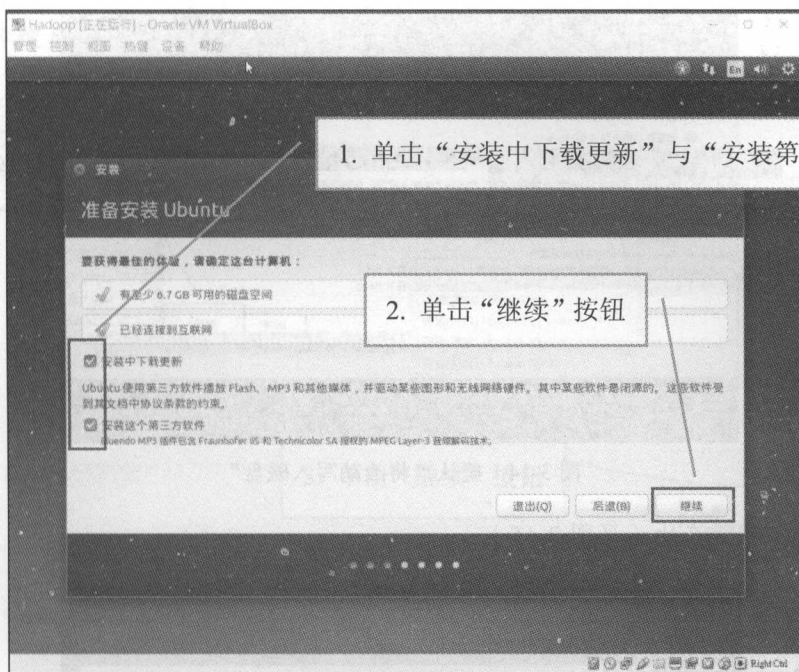 Hadoop [正在运行] - Oracle VM VirtualBox
管理 控制 视图 热键 设备 帮助
En
1. 单击“安装中下载更新”与“安装第
安装
准备安装 Ubuntu
要获得最佳的体验，请确定这台计算机：
有至少 6.7 GB 可用的磁盘空间
2. 单击“继续”按钮
已经连接到互联网
安装中下载更新
Ubuntu 使用第三方软件播放 Flash、MP3 和其他媒体，并驱动某些图形和无线网络硬件。其中某些软件是闭源的。这些软件受
到其文档中协议条款的约束。
安装这个第三方软件
Fluendo MP3 插件包含 Fraunhofer IIS 和 Technicolor SA 授权的 MPEG Layer-3 音频解码技术。
退出(Q) 后退(B) 继续
Right Ctrl